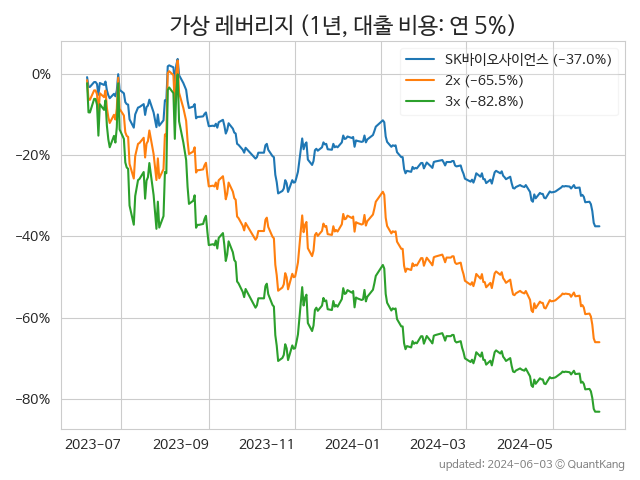 가상 레버리지 (1년, 대출 비용: 연 5%)
SK바이오사이언스 (−37.0%)
2x (−65.5%)
3x (−82.8%)
0%
−20%
−40%
−60%
−80%
2023-07 2023-09 2023-11 2024-01 2024-03 2024-05
updated: 2024-06-03 ⓒ QuantKang